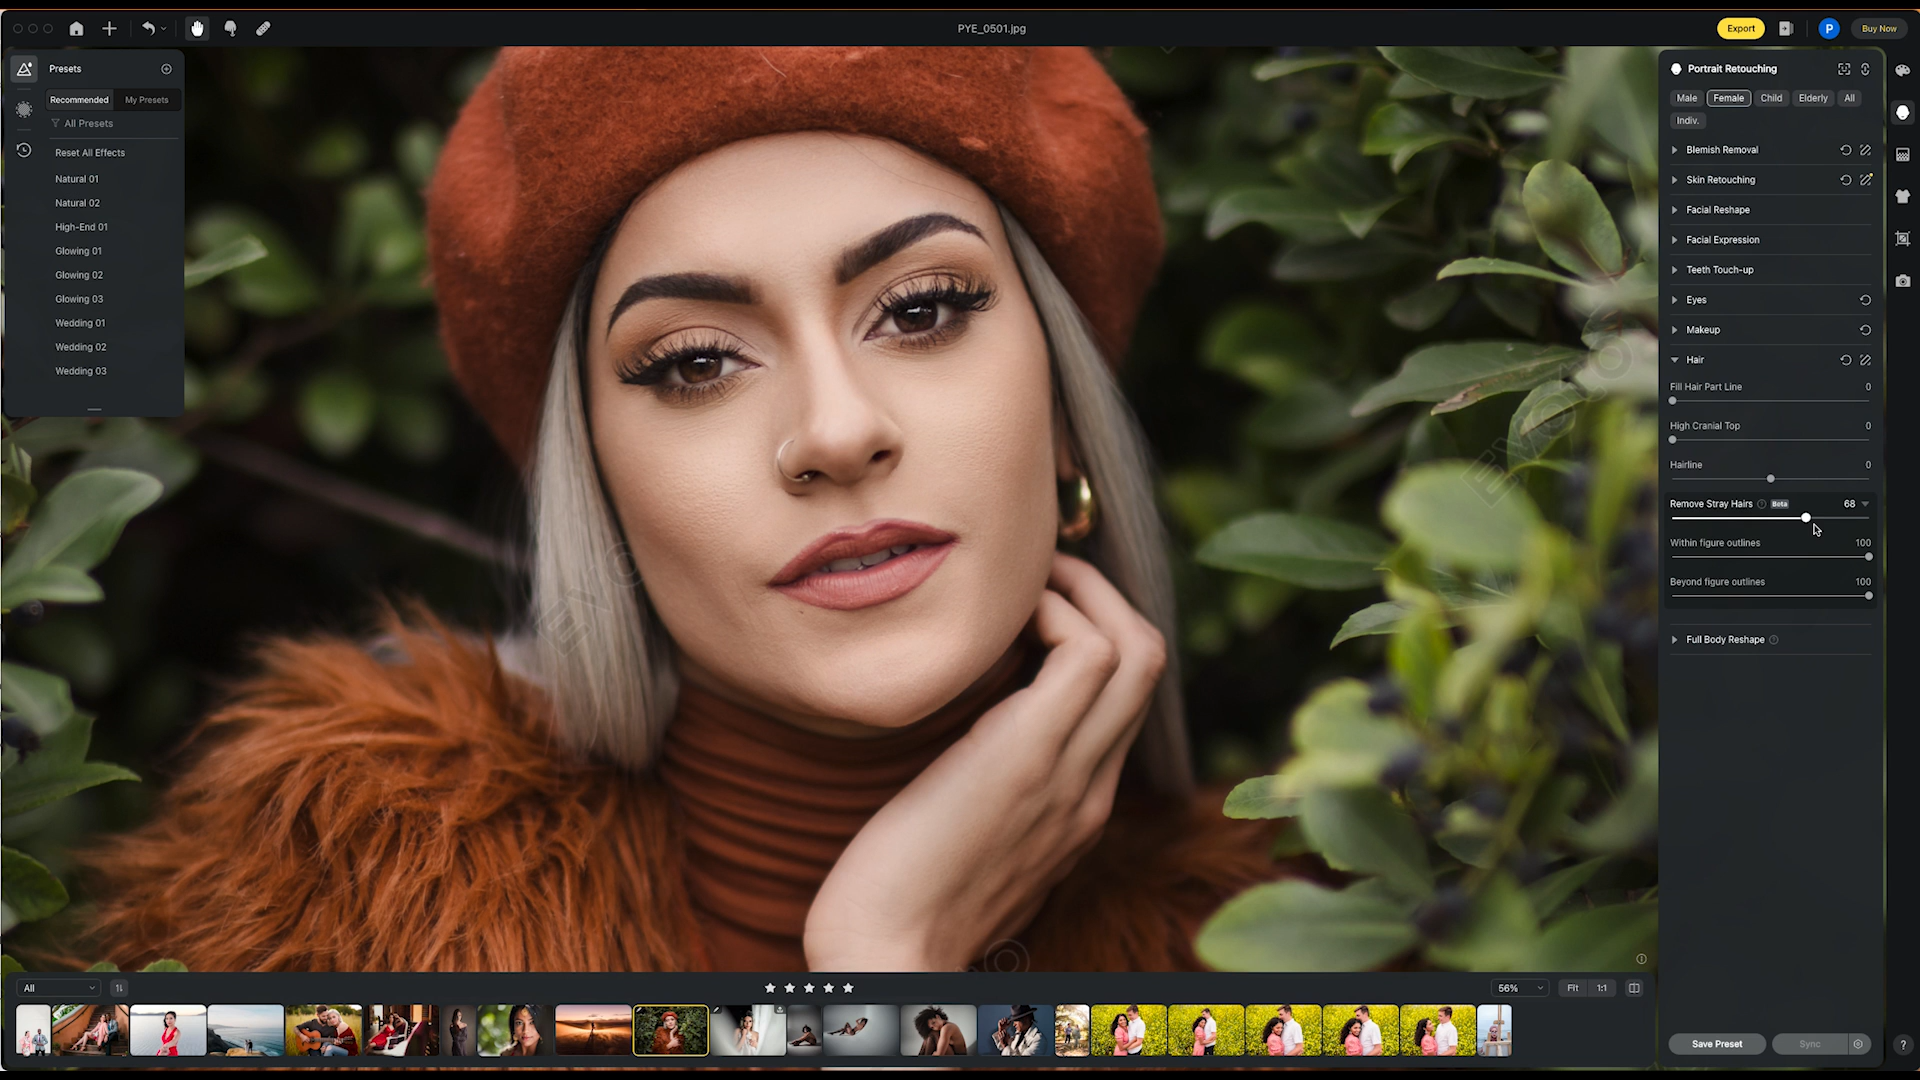 PYE_0501.jpg
Export
P
Buy Now
Presets
Recommended
My Presets
All Presets
Reset All Effects
Natural 01
Natural 02
High-End 01
Glowing 01
Glowing 02
Glowing 03
Wedding 01
Wedding 02
Wedding 03
Portrait Retouching
Male
Female
Child
Elderly
All
Indiv.
Blemish Removal
Skin Retouching
Facial Reshape
Facial Expression
Teeth Touch-up
Eyes
Makeup
Hair
Fill Hair Part Line 0
High Cranial Top 0
Hairline 0
Remove Stray Hairs Beta 68
Within figure outlines 100
Beyond figure outlines 100
Full Body Reshape
All
56%
Fit
1:1
Save Preset
Sync